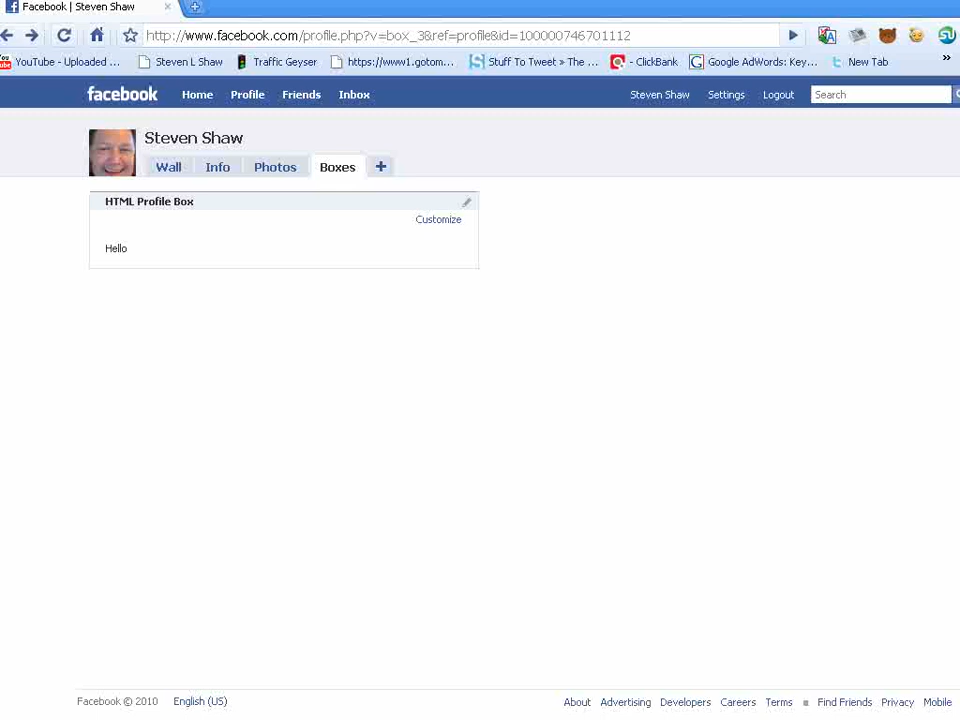 Facebook | Steven Shaw
http://www.facebook.com/profile.php?v=box_3&ref=profile&id=100000746701112
You Tube YouTube - Uploaded ... Steven L Shaw Traffic Geyser https://www1.gotom... Stuff To Tweet » The ... - ClickBank Google AdWords: Key... New Tab »
facebook Home Profile Friends Inbox Steven Shaw Settings Logout Search
Steven Shaw
Wall Info Photos Boxes +
HTML Profile Box
Customize
Hello
Facebook © 2010 English (US) About Advertising Developers Careers Terms Find Friends Privacy Mobile